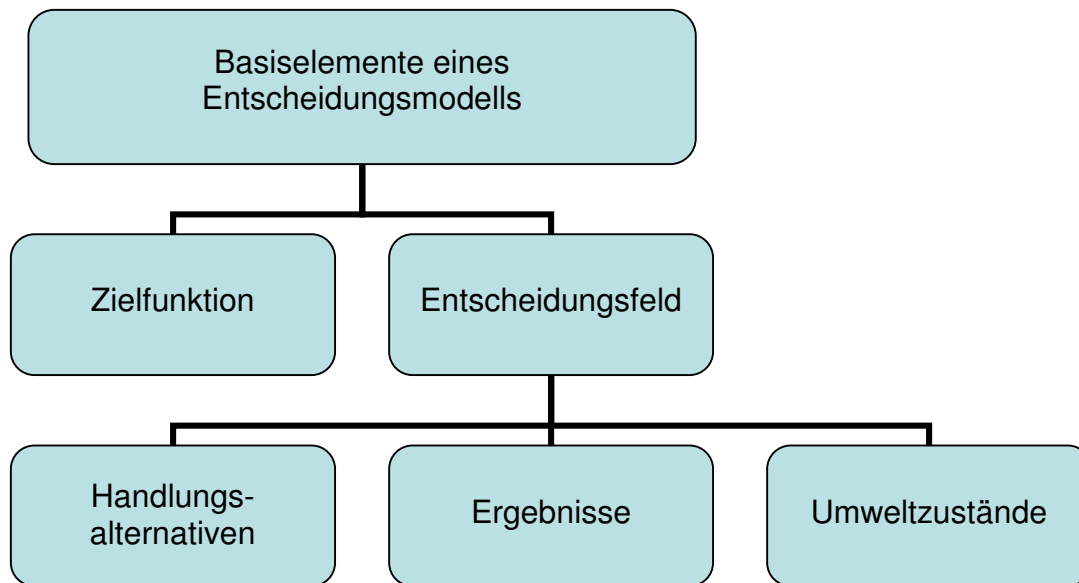 Basiselemente eines
Entscheidungsmodells
Zielfunktion
Entscheidungsfeld
Handlungs-
alternativen
Ergebnisse
Umweltzustände